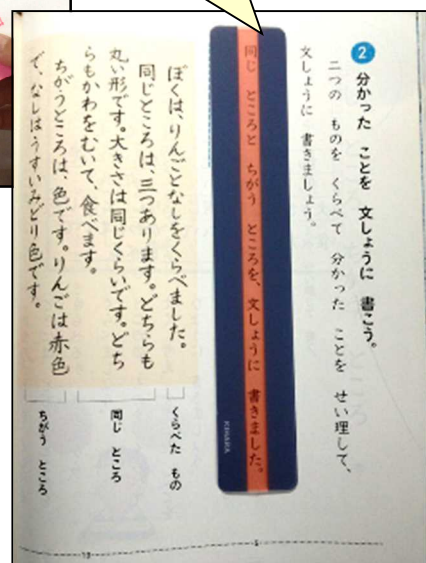 2 分かった ことを 文しょうに 書こう。
二つの ものを くらべて 分かった ことを せい理して、
文しょうに 書きましょう。
同じ ところと ちがう ところを、文しょうに 書きました。
KIHARA
ぼくは、りんごとなしをくらべました。
同じところは、三つあります。どちらも
丸い形です。大きさは同じくらいです。どち
らもかわをむいて、食べます。
ちがうところは、色です。りんごは赤色
で、なしはうすいみどり色です。
くらべた もの
同じ ところ
ちがう ところ